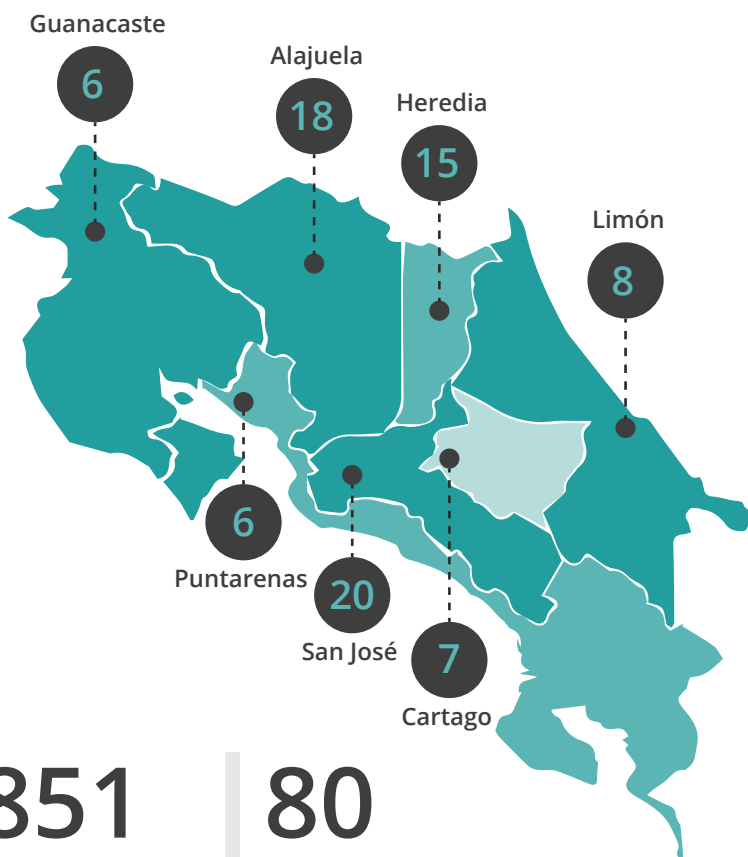 Guanacaste
6
Alajuela
18
Heredia
15
Limón
8
6
Puntarenas
20
San José
7
Cartago
851
80